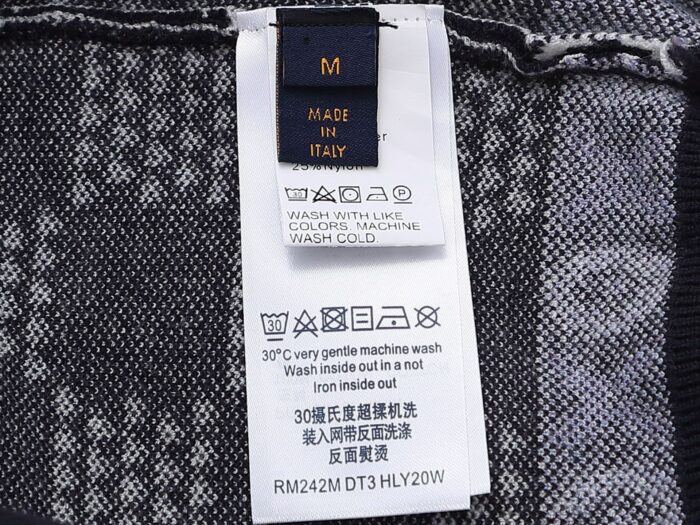 M
MADE
IN
ITALY
25%Nylon
30
P
WASH WITH LIKE
COLORS. MACHINE
WASH COLD.
30
30°C very gentle machine wash
Wash inside out in a not
Iron inside out
30摄氏度超揉机洗
装入网带反面洗涤
反面熨烫
RM242M DT3 HLY20W